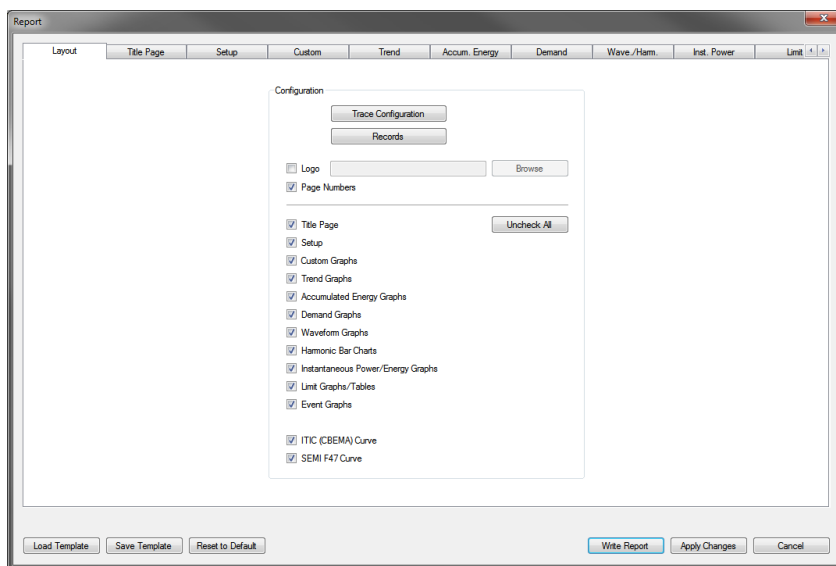 Report
Layout Title Page Setup Custom Trend Accum. Energy Demand Wave./Harm. Inst. Power Limit
Configuration
Trace Configuration
Records
Logo Browse
Page Numbers
Title Page Uncheck All
Setup
Custom Graphs
Trend Graphs
Accumulated Energy Graphs
Demand Graphs
Waveform Graphs
Harmonic Bar Charts
Instantaneous Power/Energy Graphs
Limit Graphs/Tables
Event Graphs
ITIC (CBEMA) Curve
SEMI F47 Curve
Load Template Save Template Reset to Default Write Report Apply Changes Cancel